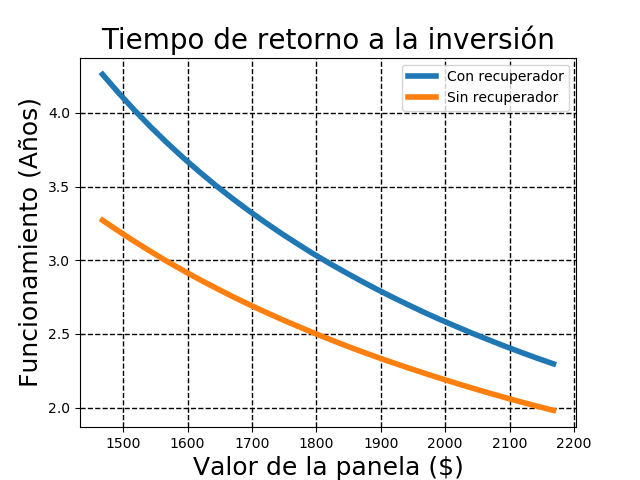 Tiempo de retorno a la inversión
Con recuperador
Sin recuperador
Funcionamiento (Años)
4.0
3.5
3.0
2.5
2.0
1500 1600 1700 1800 1900 2000 2100 2200
Valor de la panela ($)